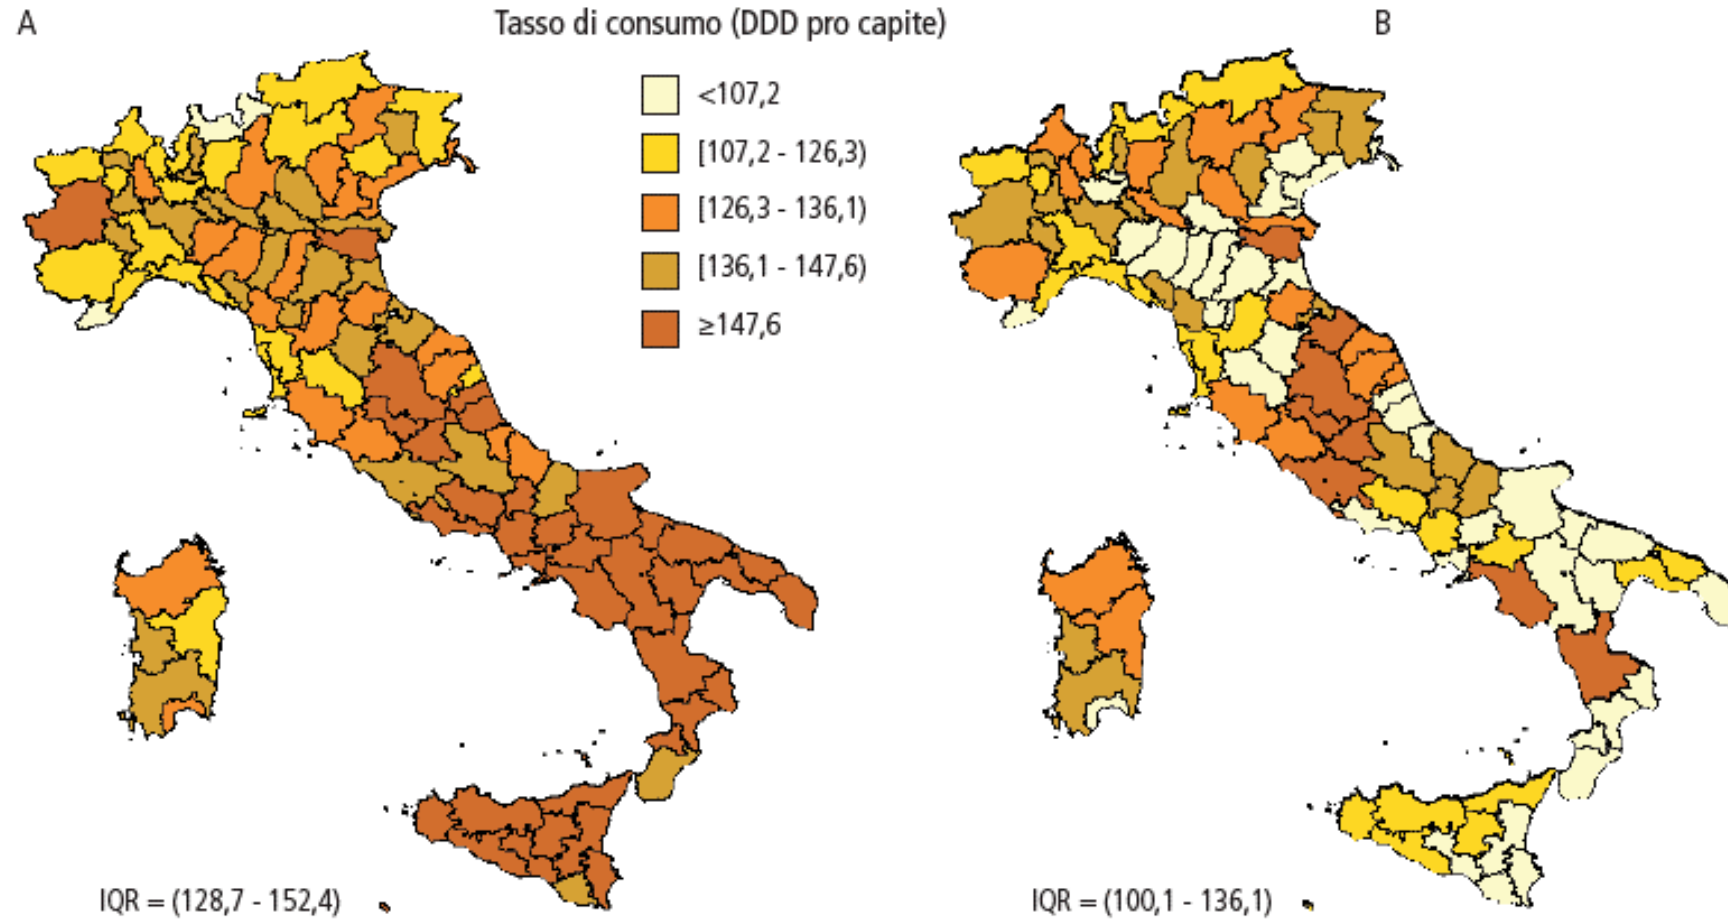 A
Tasso di consumo (DDD pro capite)
B
<107,2
[107,2 - 126,3)
[126,3 - 136,1)
[136,1 - 147,6)
≥147,6
IQR = (128,7 - 152,4)
IQR = (100,1 - 136,1)